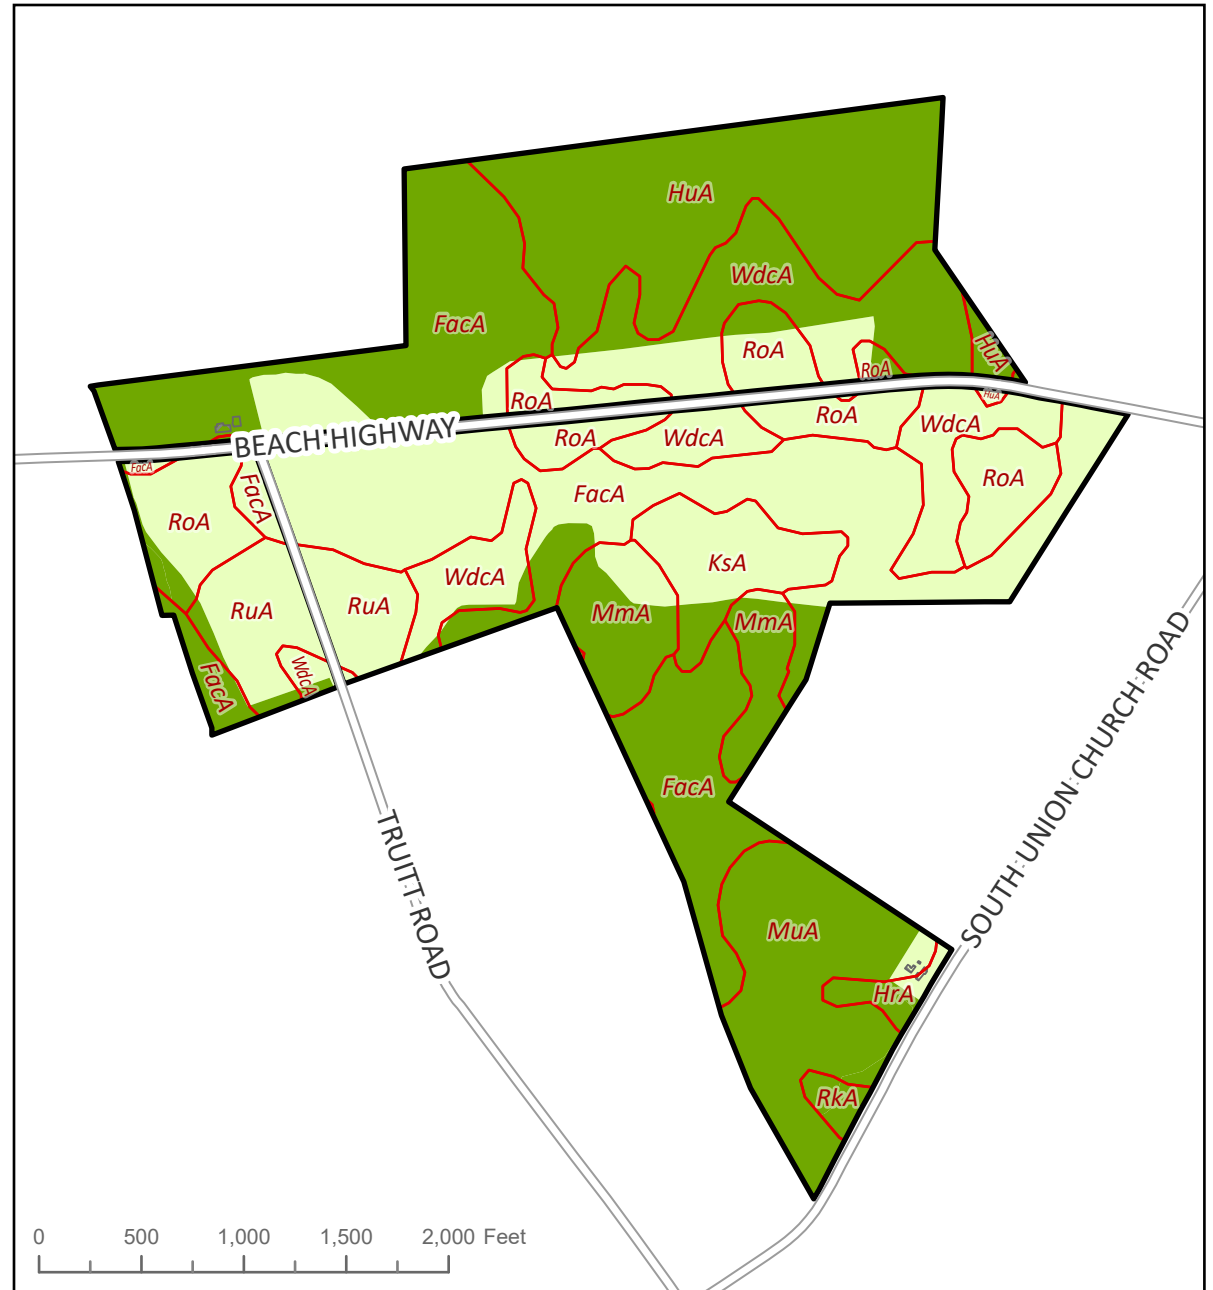 HuA
WdcA
FacA
HuA
RoA
RoA
HuA
RoA
RoA
WdcA
BEACH HIGHWAY
RoA
WdcA
FacA
RoA
FacA
FacA
RoA
KsA
WdcA
RuA
RuA
MmA
MmA
WdcA
FacA
SOUTH UNION CHURCH ROAD
FacA
TRUITT ROAD
MuA
HrA
RkA
0 500 1,000 1,500 2,000 Feet